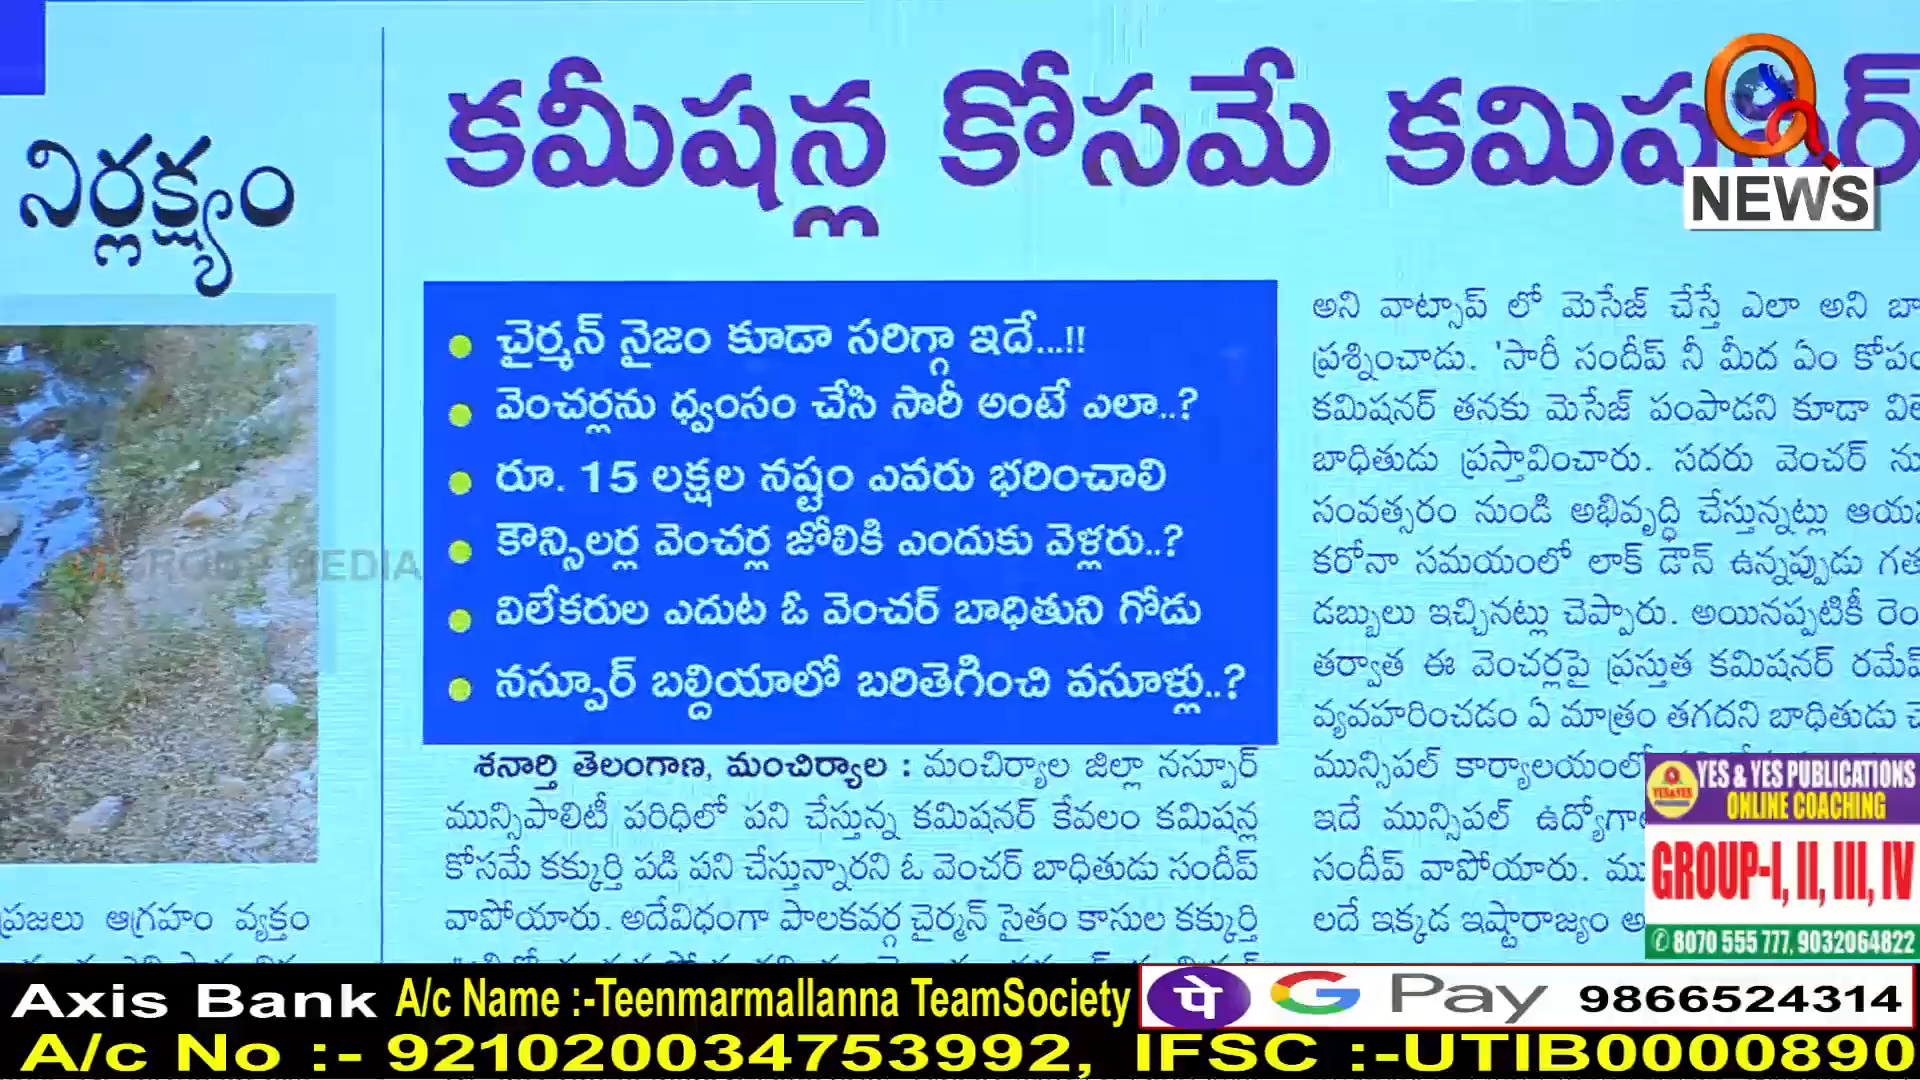 నిర్లక్ష్యం
కమీషన్ల కోసమే
NEWS
• చైర్మన్ నైజం కూడా సరిగ్గా ఇదే...!!
• వెంచర్లను ధ్వంసం చేసి సారీ అంటే ఎలా..?
• రూ. 15 లక్షల నష్టం ఎవరు భరించాలి
• కౌన్సిలర్ల వెంచర్ల జోలికి ఎందుకు వెళ్లరు..?
• విలేకరుల ఎదుట ఓ వెంచర్ బాధితుని గోడు
• నస్పూర్ బల్దియాలో బరితెగించి వసూళ్లు..?
శనార్తి తెలంగాణ, మంచిర్యాల : మంచిర్యాల జిల్లా నస్పూర్
మున్సిపాలిటీ పరిధిలో పని చేస్తున్న కమిషనర్ కేవలం కమిషన్ల
కోసమే కక్కుర్తి పడి పని చేస్తున్నారని ఓ వెంచర్ బాధితుడు సందీప్
వాపోయారు. అదేవిధంగా పాలకవర్గ చైర్మన్ సైతం కాసుల కక్కుర్తి
అని వాట్సాప్ లో మెసేజ్ చేస్తే ఎలా అని
ప్రశ్నించాడు. 'సారీ సందీప్ నీ మీద ఏం
కమిషనర్ తనకు మెసేజ్ పంపాడని కూడా
బాధితుడు ప్రస్తావించారు. సదరు వెంచర్
సంవత్సరం నుండి అభివృద్ధి చేస్తున్నట్లు
కరోనా సమయంలో లాక్ డౌన్ ఉన్నప్పుడు
డబ్బులు ఇచ్చినట్లు చెప్పారు. అయినప్పటికీ
తర్వాత ఈ వెంచర్లపై ప్రస్తుత కమిషనర్
వ్యవహరించడం ఏ మాత్రం తగదని బాధితుడు
మున్సిపల్
ఇదే మున్సిపల్
సందీప్ వాపోయారు.
లదే ఇక్కడ ఇష్టారాజ్యం
ప్రజలు ఆగ్రహం వ్యక్తం
MEDIA
YES & YES PUBLICATIONS
ONLINE COACHING
GROUP-I, II, III, IV
8070 555 777, 9032064822
Axis Bank A/c Name :-Teenmarmallanna TeamSociety
पे G Pay 9866524314
A/c No :- 921020034753992, IFSC :-UTIB0000890